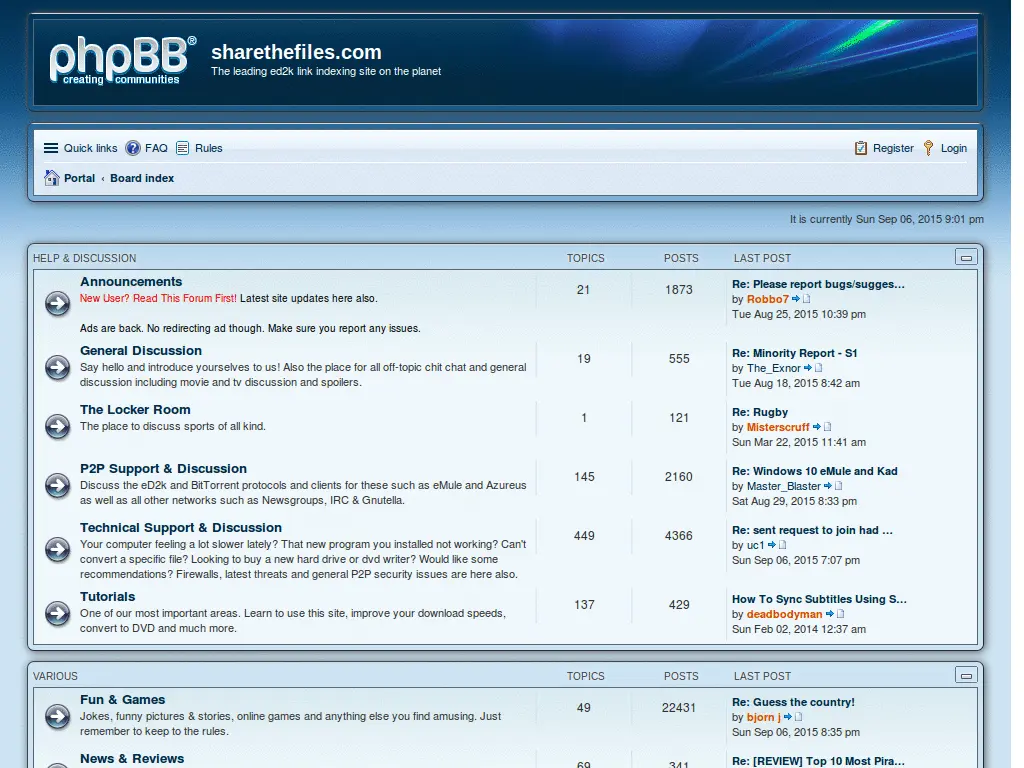 phpBB®
creating communities
sharethefiles.com
The leading ed2k link indexing site on the planet
Quick links FAQ Rules Register Login
Portal ‹ Board index
It is currently Sun Sep 06, 2015 9:01 pm
HELP & DISCUSSION TOPICS POSTS LAST POST
Announcements
New User? Read This Forum First! Latest site updates here also.
Ads are back. No redirecting ad though. Make sure you report any issues.
21 1873
Re: Please report bugs/sugges…
by Robbo7
Tue Aug 25, 2015 10:39 pm
General Discussion
Say hello and introduce yourselves to us! Also the place for all off-topic chit chat and general
discussion including movie and tv discussion and spoilers.
19 555
Re: Minority Report - S1
by The_Exnor
Tue Aug 18, 2015 8:42 am
The Locker Room
The place to discuss sports of all kind.
1 121
Re: Rugby
by Misterscruff
Sun Mar 22, 2015 11:41 am
P2P Support & Discussion
Discuss the eD2k and BitTorrent protocols and clients for these such as eMule and Azureus
as well as all other networks such as Newsgroups, IRC & Gnutella.
145 2160
Re: Windows 10 eMule and Kad
by Master_Blaster
Sat Aug 29, 2015 8:33 pm
Technical Support & Discussion
Your computer feeling a lot slower lately? That new program you installed not working? Can't
convert a specific file? Looking to buy a new hard drive or dvd writer? Would like some
recommendations? Firewalls, latest threats and general P2P security issues are here also.
449 4366
Re: sent request to join had …
by uc1
Sun Sep 06, 2015 7:07 pm
Tutorials
One of our most important areas. Learn to use this site, improve your download speeds,
convert to DVD and much more.
137 429
How To Sync Subtitles Using S…
by deadbodyman
Sun Feb 02, 2014 12:37 am
VARIOUS TOPICS POSTS LAST POST
Fun & Games
Jokes, funny pictures & stories, online games and anything else you find amusing. Just
remember to keep to the rules.
49 22431
Re: Guess the country!
by bjorn j
Sun Sep 06, 2015 8:35 pm
News & Reviews
69 341
Re: [REVIEW] Top 10 Most Pira…